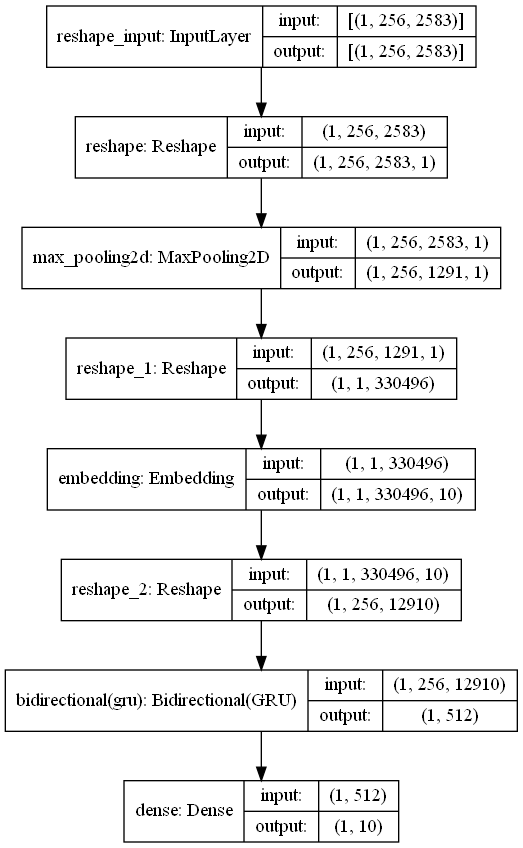 reshape_input: InputLayer
input:
[(1, 256, 2583)]
output:
[(1, 256, 2583)]
reshape: Reshape
input:
(1, 256, 2583)
output:
(1, 256, 2583, 1)
max_pooling2d: MaxPooling2D
input:
(1, 256, 2583, 1)
output:
(1, 256, 1291, 1)
reshape_1: Reshape
input:
(1, 256, 1291, 1)
output:
(1, 1, 330496)
embedding: Embedding
input:
(1, 1, 330496)
output:
(1, 1, 330496, 10)
reshape_2: Reshape
input:
(1, 1, 330496, 10)
output:
(1, 256, 12910)
bidirectional(gru): Bidirectional(GRU)
input:
(1, 256, 12910)
output:
(1, 512)
dense: Dense
input:
(1, 512)
output:
(1, 10)